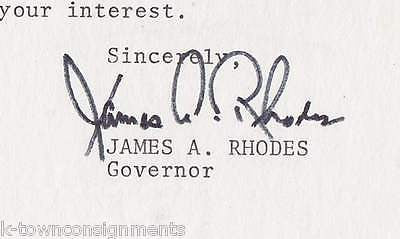 your interest.
Sincerely,
James A. Rhodes
JAMES A. RHODES
Governor
k-townconsignments